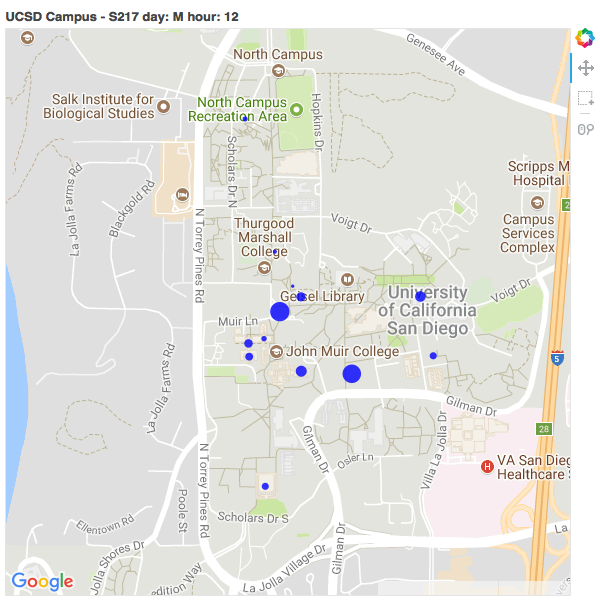 UCSD Campus - S217 day: M hour: 12
Genesee Ave
North Campus
Salk Institute for
Biological Studies
North Campus
Recreation Area
Hopkins Dr
Scholars Dr N
La Jolla Farms Rd
Blackgold Rd
N Torrey Pines Rd
Scripps M
Hospital
2
Campus
Services
Complex
Voigt Dr
Thurgood
Marshall
College
Voigt Dr
Geisel Library
University
of California
San Diego
Muir Ln
John Muir College
5
La Jolla Farms Rd
Gilman Dr
28
Gilman Dr
Villa La Jolla Dr
Osler Ln
VA San Dieg
Healthcare
H
N Torrey Pines Rd
Poole St
Ellentown Rd
Scholars Dr S
La Jolla Shores Dr
Gilman Dr
La
La Jolla Village Dr
edition Way
Google